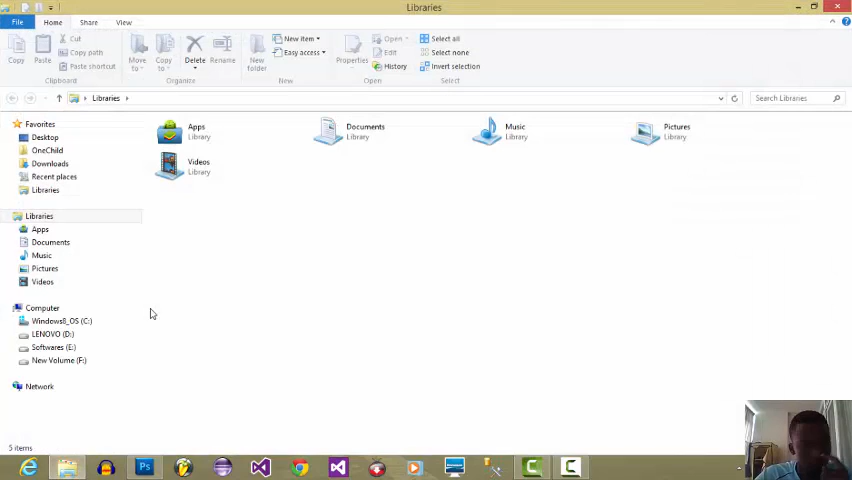 Libraries
File Home Share View
Copy Paste Cut Copy path Paste shortcut Move to Copy to Delete Rename New folder New item Easy access Properties Open Edit History Select all Select none Invert selection
Clipboard Organize New Open Select
Libraries Search Libraries
Favorites
Desktop
OneChild
Downloads
Recent places
Libraries
Libraries
Apps
Documents
Music
Pictures
Videos
Computer
Windows8_OS (C:)
LENOVO (D:)
Softwares (E:)
New Volume (F:)
Network
Apps
Library
Documents
Library
Music
Library
Pictures
Library
Videos
Library
5 items
Ps